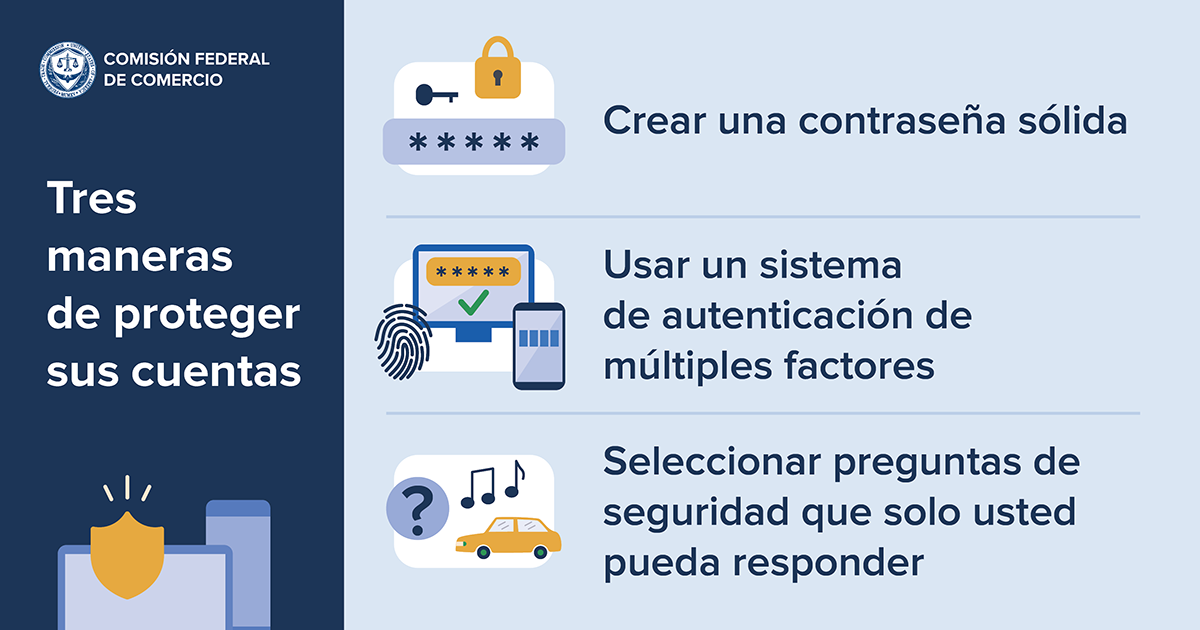 COMISIÓN FEDERAL
DE COMERCIO
Tres
maneras
de proteger
sus cuentas
*****
Crear una contraseña sólida
*****
Usar un sistema
de autenticación de
múltiples factores
?
Seleccionar preguntas de
seguridad que solo usted
pueda responder